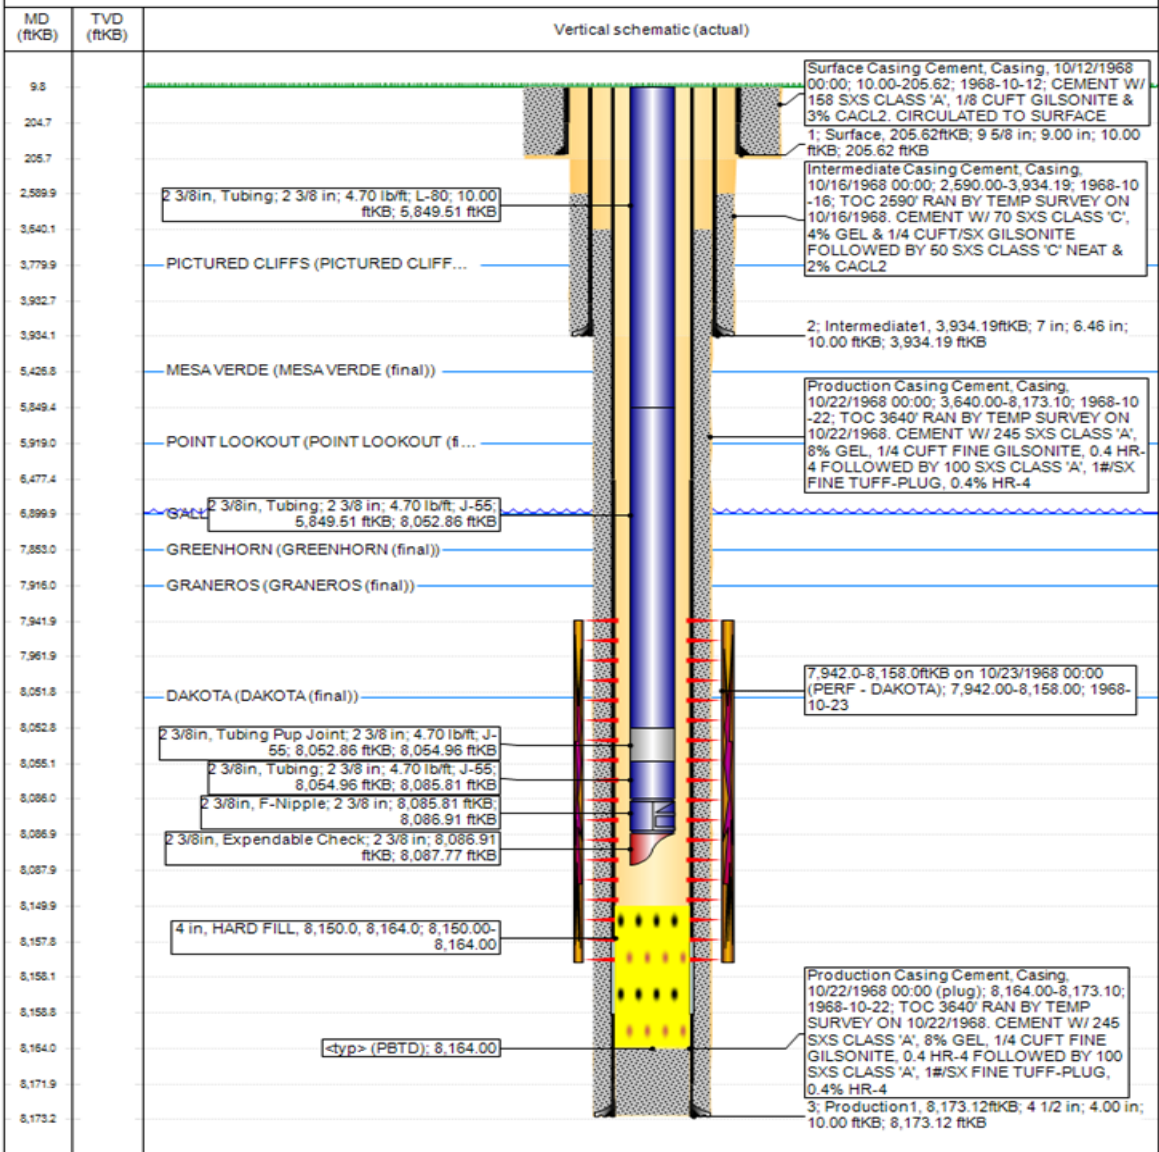 MD
(ftKB)
TVD
(ftKB)
Vertical schematic (actual)
9.8
204.7
205.7
2,589.9
3,640.1
3,779.9
3,932.7
3,934.1
5,426.8
5,849.4
5,919.0
6,477.4
6,899.9
7,853.0
7,916.0
7,941.9
7,961.9
8,051.8
8,052.8
8,055.1
8,086.0
8,086.9
8,087.9
8,149.9
8,157.8
8,158.1
8,158.8
8,164.0
8,171.9
8,173.2
2 3/8in, Tubing; 2 3/8 in; 4.70 lb/ft; L-80; 10.00
ftKB; 5,849.51 ftKB
PICTURED CLIFFS (PICTURED CLIFF...
MESA VERDE (MESA VERDE (final))
POINT LOOKOUT (POINT LOOKOUT (fi...
GALL
2 3/8in, Tubing; 2 3/8 in; 4.70 lb/ft; J-55;
5,849.51 ftKB; 8,052.86 ftKB
GREENHORN (GREENHORN (final))
GRANEROS (GRANEROS (final))
DAKOTA (DAKOTA (final))
2 3/8in, Tubing Pup Joint; 2 3/8 in; 4.70 lb/ft; J-
55; 8,052.86 ftKB; 8,054.96 ftKB
2 3/8in, Tubing; 2 3/8 in; 4.70 lb/ft; J-55;
8,054.96 ftKB; 8,085.81 ftKB
2 3/8in, F-Nipple; 2 3/8 in; 8,085.81 ftKB;
8,086.91 ftKB
2 3/8in, Expendable Check; 2 3/8 in; 8,086.91
ftKB; 8,087.77 ftKB
4 in, HARD FILL, 8,150.0, 8,164.0; 8,150.00-
8,164.00
<typ> (PBTD); 8,164.00
Surface Casing Cement, Casing, 10/12/1968
00:00; 10.00-205.62; 1968-10-12; CEMENT W/
158 SXS CLASS 'A', 1/8 CUFT GILSONITE &
3% CACL2. CIRCULATED TO SURFACE
1; Surface, 205.62ftKB; 9 5/8 in; 9.00 in; 10.00
ftKB; 205.62 ftKB
Intermediate Casing Cement, Casing,
10/16/1968 00:00; 2,590.00-3,934.19; 1968-10
-16; TOC 2590' RAN BY TEMP SURVEY ON
10/16/1968. CEMENT W/ 70 SXS CLASS 'C',
4% GEL & 1/4 CUFT/SX GILSONITE
FOLLOWED BY 50 SXS CLASS 'C' NEAT &
2% CACL2
2; Intermediate1, 3,934.19ftKB; 7 in; 6.46 in;
10.00 ftKB; 3,934.19 ftKB
Production Casing Cement, Casing,
10/22/1968 00:00; 3,640.00-8,173.10; 1968-10
-22; TOC 3640' RAN BY TEMP SURVEY ON
10/22/1968. CEMENT W/ 245 SXS CLASS 'A',
8% GEL, 1/4 CUFT FINE GILSONITE, 0.4 HR-
4 FOLLOWED BY 100 SXS CLASS 'A', 1#/SX
FINE TUFF-PLUG, 0.4% HR-4
7,942.0-8,158.0ftKB on 10/23/1968 00:00
(PERF - DAKOTA); 7,942.00-8,158.00; 1968-
10-23
Production Casing Cement, Casing,
10/22/1968 00:00 (plug); 8,164.00-8,173.10;
1968-10-22; TOC 3640' RAN BY TEMP
SURVEY ON 10/22/1968. CEMENT W/ 245
SXS CLASS 'A', 8% GEL, 1/4 CUFT FINE
GILSONITE, 0.4 HR-4 FOLLOWED BY 100
SXS CLASS 'A', 1#/SX FINE TUFF-PLUG,
0.4% HR-4
3; Production1, 8,173.12ftKB; 4 1/2 in; 4.00 in;
10.00 ftKB; 8,173.12 ftKB